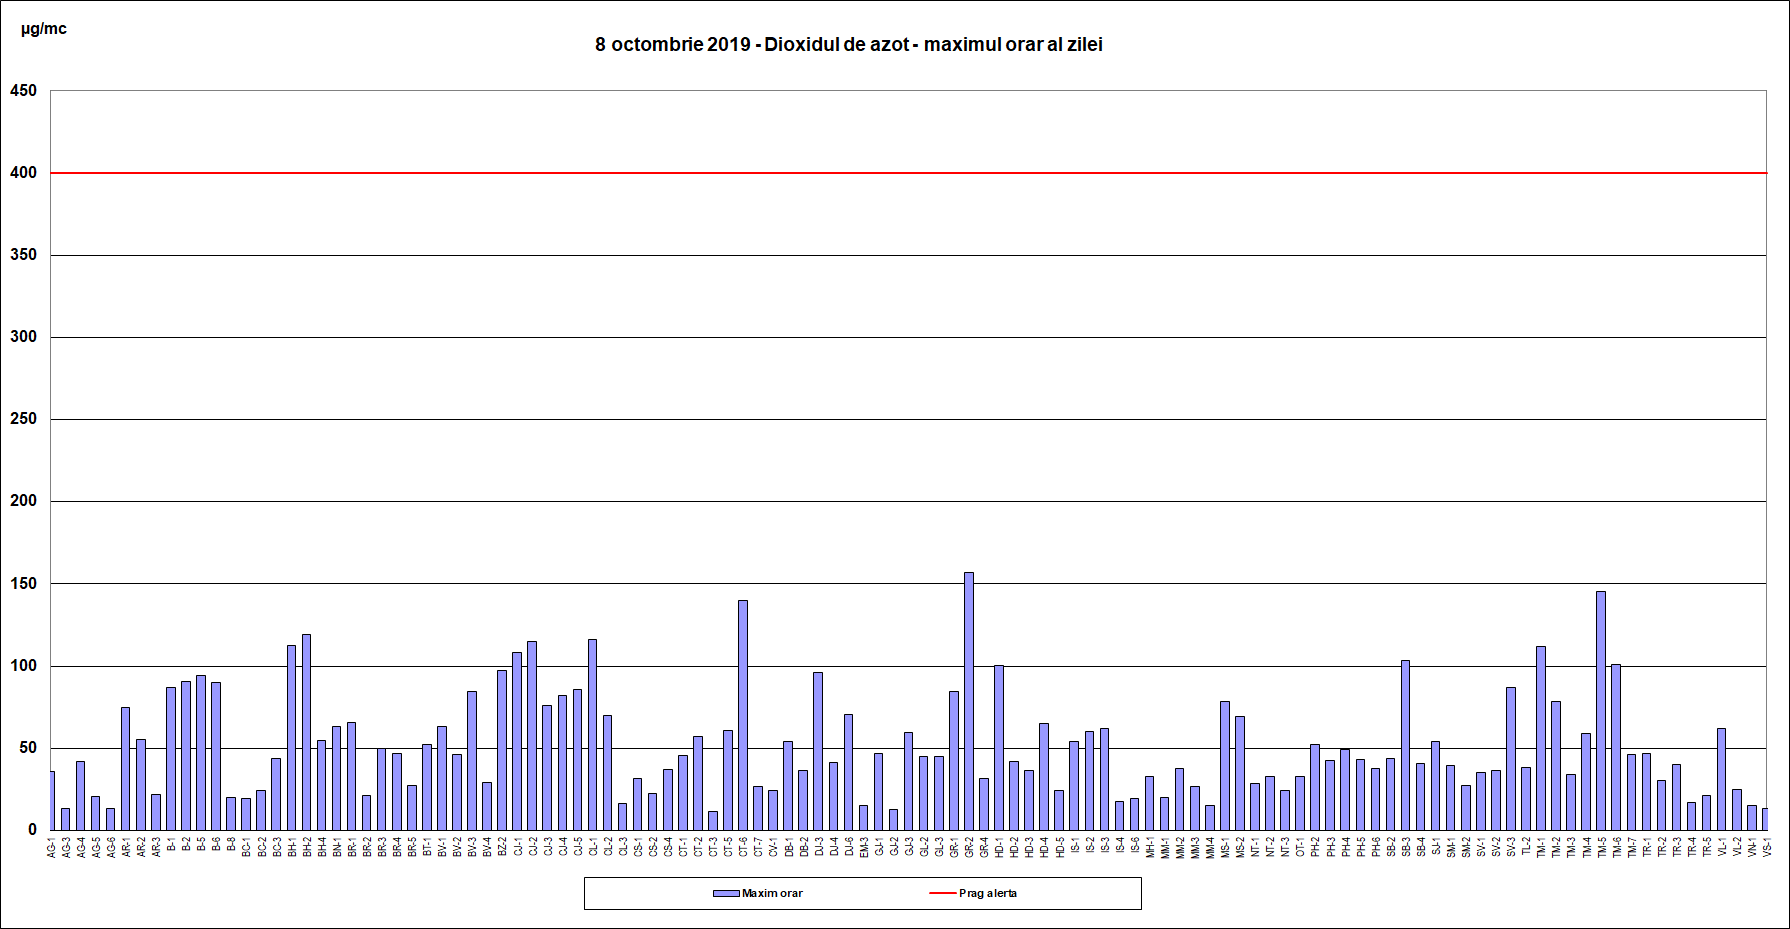 µg/mc
8 octombrie 2019 - Dioxidul de azot - maximul orar al zilei
450
400
350
300
250
200
150
100
50
0
AG-1 AG-3 AG-4 AG-5 AG-6 AR-1 AR-2 AR-3 B-1 B-2 B-5 B-6 B-8 BC-1 BC-2 BC-3 BH-1 BH-2 BH-4 BN-1 BR-1 BR-2 BR-3 BR-4 BR-5 BT-1 BV-1 BV-2 BV-3 BV-4 BZ-2 CJ-1 CJ-2 CJ-3 CJ-4 CJ-5 CL-1 CL-2 CL-3 CS-1 CS-2 CS-4 CT-1 CT-2 CT-3 CT-5 CT-6 CT-7 CV-1 DB-1 DB-2 DJ-3 DJ-4 DJ-6 EM-3 GJ-1 GJ-2 GJ-3 GL-2 GL-3 GR-1 GR-2 GR-4 HD-1 HD-2 HD-3 HD-4 HD-5 IS-1 IS-2 IS-3 IS-4 IS-6 MH-1 MM-1 MM-2 MM-3 MM-4 MS-1 MS-2 NT-1 NT-2 NT-3 OT-1 PH-2 PH-3 PH-4 PH-5 PH-6 SB-2 SB-3 SB-4 SJ-1 SM-1 SM-2 SV-1 SV-2 SV-3 TL-2 TM-1 TM-2 TM-3 TM-4 TM-5 TM-6 TM-7 TR-1 TR-2 TR-3 TR-4 TR-5 VL-1 VL-2 VN-1 VS-1
Maxim orar
Prag alerta